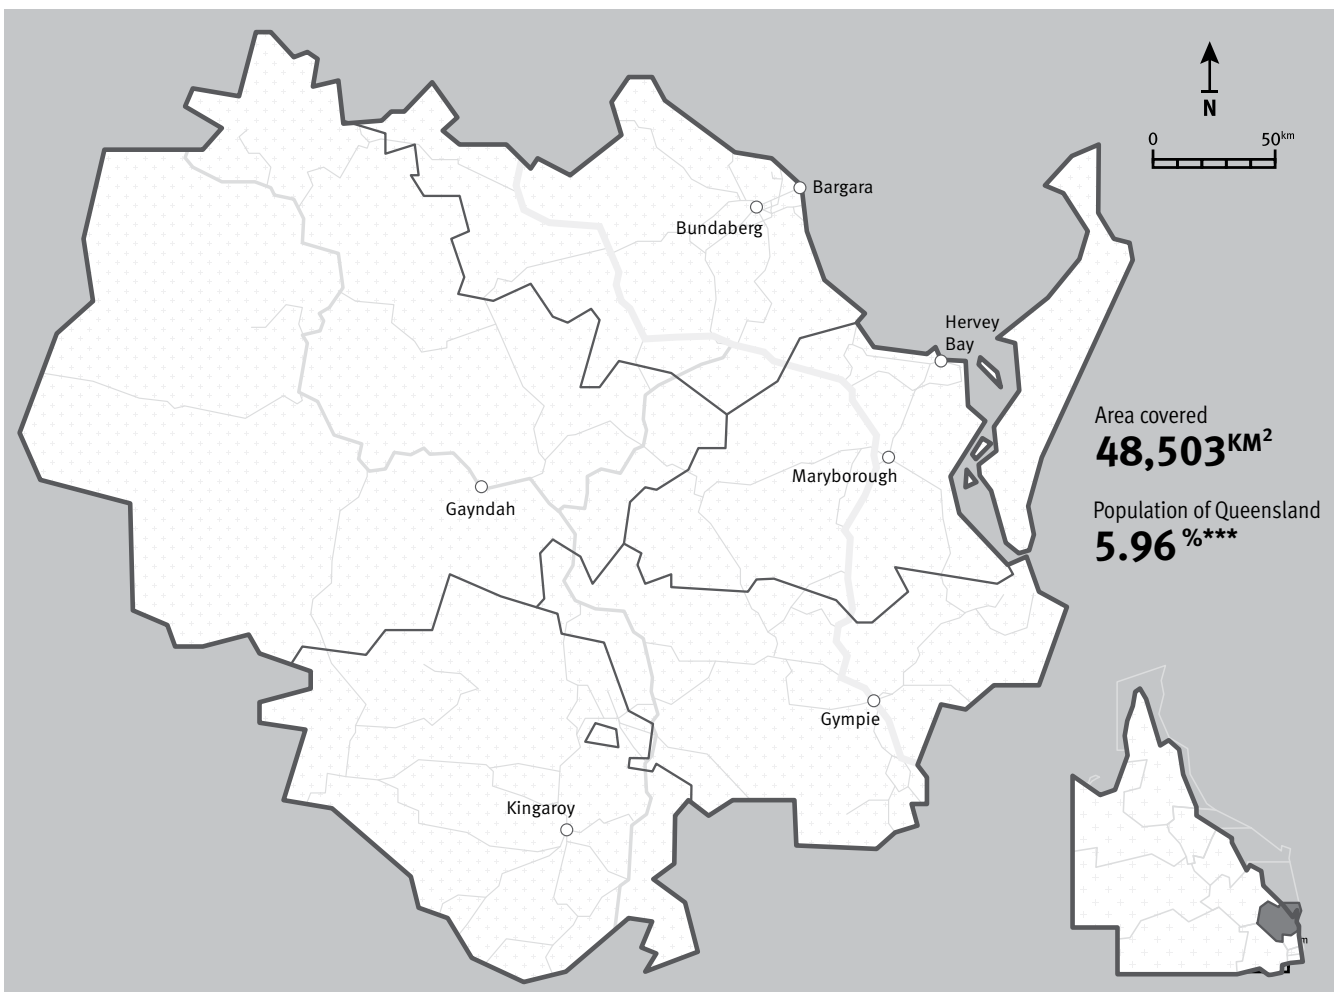 N
0 50km
Bargara
Bundaberg
Hervey
Bay
Area covered
48,503KM2
Maryborough
Gayndah
Population of Queensland
5.96 %***
Gympie
Kingaroy